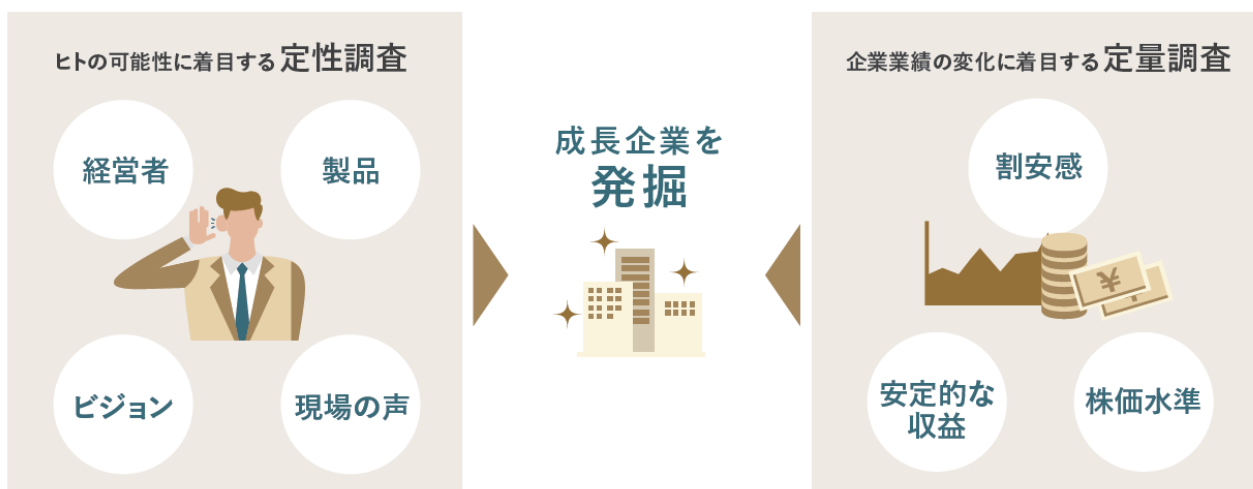 ヒトの可能性に着目する 定性調査
経営者
製品
ビジョン
現場の声
成長企業を
発掘
企業業績の変化に着目する 定量調査
割安感
¥
安定的な
収益
株価水準